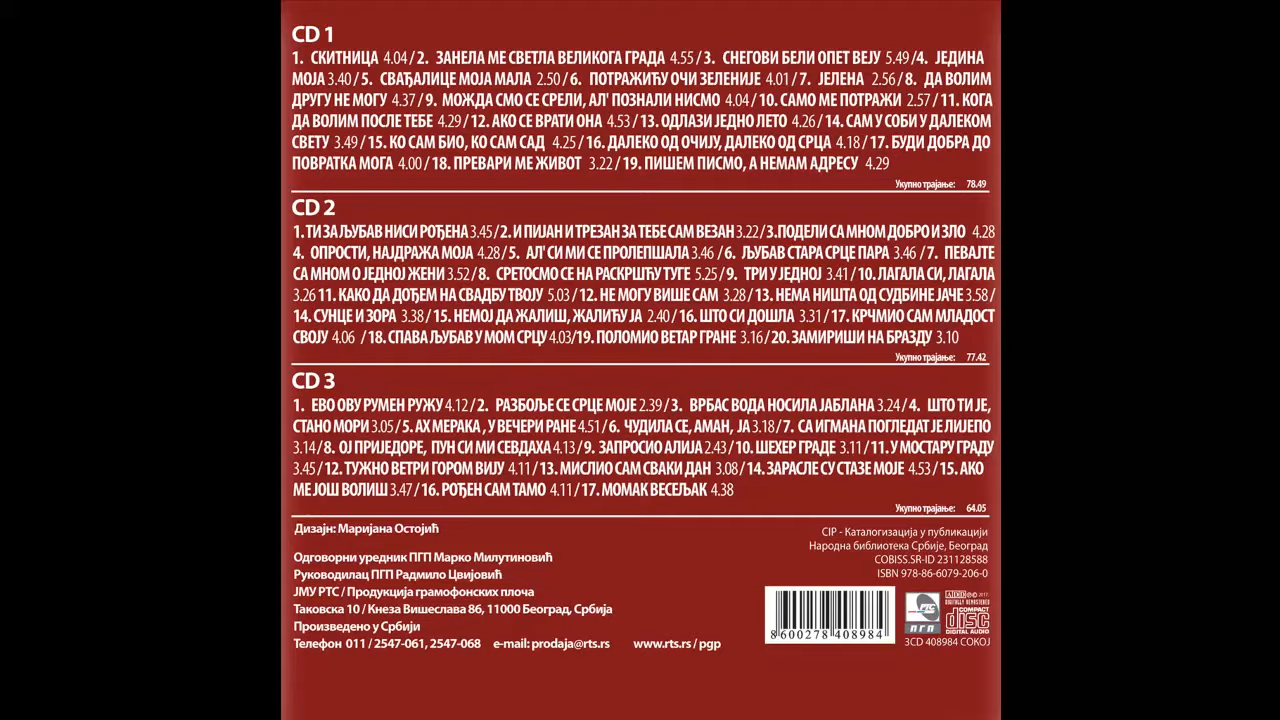 CD 1
1. СКИТНИЦА 4.04 / 2. ЗАНЕЛА МЕ СВЕТЛА ВЕЛИКОГА ГРАДА 4.55 / 3. СНЕГОВИ БЕЛИ ОПЕТ ВЕЈУ 5.49 /4. ЈЕДИНА
МОЈА 3.40 / 5. СВАЂАЛИЦЕ МОЈА МАЛА 2.50 / 6. ПОТРАЖИЋУ ОЧИ ЗЕЛЕНИЈЕ 4.01 / 7. ЈЕЛЕНА 2.56 / 8. ДА ВОЛИМ
ДРУГУ НЕ МОГУ 4.37 / 9. МОЖДА СМО СЕ СРЕЛИ, АЛ' ПОЗНАЛИ НИСМО 4.04 / 10. САМО МЕ ПОТРАЖИ 2.57 / 11. КОГА
ДА ВОЛИМ ПОСЛЕ ТЕБЕ 4.29 / 12. АКО СЕ ВРАТИ ОНА 4.53 / 13. ОДЛАЗИ ЈЕДНО ЛЕТО 4.26 / 14. САМ У СОБИ У ДАЛЕКОМ
СВЕТУ 3.49 / 15. КО САМ БИО, КО САМ САД 4.25 / 16. ДАЛЕКО ОД ОЧИЈУ, ДАЛЕКО ОД СРЦА 4.18 / 17. БУДИ ДОБРА ДО
ПОВРАТКА МОГА 4.00 / 18. ПРЕВАРИ МЕ ЖИВОТ 3.22 / 19. ПИШЕМ ПИСМО, А НЕМАМ АДРЕСУ 4.29
Укупно трајање: 78.49
CD 2
1. ТИ ЗА ЉУБАВ НИСИ РОЂЕНА 3.45 / 2. И ПИЈАН И ТРЕЗАН ЗА ТЕБЕ САМ ВЕЗАН 3.22 / 3.ПОДЕЛИ СА МНОМ ДОБРО И ЗЛО 4.28
4. ОПРОСТИ, НАЈДРАЖА МОЈА 4.28 / 5. АЛ' СИ МИ СЕ ПРОЛЕПШАЛА 3.46 / 6. ЉУБАВ СТАРА СРЦЕ ПАРА 3.46 / 7. ПЕВАЈТЕ
СА МНОМ О ЈЕДНОЈ ЖЕНИ 3.52 / 8. СРЕТОСМО СЕ НА РАСКРШЋУ ТУГЕ 5.25 / 9. ТРИ У ЈЕДНОЈ 3.41 / 10. ЛАГАЛА СИ, ЛАГАЛА
3.26 11. КАКО ДА ДОЂЕМ НА СВАДБУ ТВОЈУ 5.03 / 12. НЕ МОГУ ВИШЕ САМ 3.28 / 13. НЕМА НИШТА ОД СУДБИНЕ ЈАЧЕ 3.58 /
14. СУНЦЕ И ЗОРА 3.38 / 15. НЕМОЈ ДА ЖАЛИШ, ЖАЛИЋУ ЈА 2.40 / 16. ШТО СИ ДОШЛА 3.31 / 17. КРЧМИО САМ МЛАДОСТ
СВОЈУ 4.06 / 18. СПАВА ЉУБАВ У МОМ СРЦУ 4.03/19. ПОЛОМИО ВЕТАР ГРАНЕ 3.16 / 20. ЗАМИРИШИ НА БРАЗДУ 3.10
Укупно трајање: 77.42
CD 3
1. ЕВО ОВУ РУМЕН РУЖУ 4.12 / 2. РАЗБОЉЕ СЕ СРЦЕ МОЈЕ 2.39 / 3. ВРБАС ВОДА НОСИЛА ЈАБЛАНА 3.24 / 4. ШТО ТИ ЈЕ,
СТАНО МОРИ 3.05 / 5. АХ МЕРАКА , У ВЕЧЕРИ РАНЕ 4.51 / 6. ЧУДИЛА СЕ, АМАН, ЈА 3.18 / 7. СА ИГМАНА ПОГЛЕДАТ ЈЕ ЛИЈЕПО
3.14 / 8. ОЈ ПРИЈЕДОРЕ, ПУН СИ МИ СЕВДАХА 4.13 / 9. ЗАПРОСИО АЛИЈА 2.43 / 10. ШЕХЕР ГРАДЕ 3.11 / 11. У МОСТАРУ ГРАДУ
3.45 / 12. ТУЖНО ВЕТРИ ГОРОМ ВИЈУ 4.11 / 13. МИСЛИО САМ СВАКИ ДАН 3.08 / 14. ЗАРАСЛЕ СУ СТАЗЕ МОЈЕ 4.53 / 15. АКО
МЕ ЈОШ ВОЛИШ 3.47 / 16. РОЂЕН САМ ТАМО 4.11 / 17. МОМАК ВЕСЕЉАК 4.38
Укупно трајање: 64.05
Дизајн: Маријана Остојић
Одговорни уредник ПГП Марко Милутиновић
Руководилац ПГП Радмило Цвијовић
ЈМУ РТС / Продукција грамофонских плоча
Таковска 10 / Кнеза Вишеслава 86, 11000 Београд, Србија
Произведено у Србији
Телефон 011 / 2547-061, 2547-068 e-mail: prodaja@rts.rs www.rts.rs / pgp
CIP - Каталогизација у публикацији
Народна библиотека Србије, Београд
COBISS.SR-ID 231128588
ISBN 978-86-6079-206-0
8600278 408984
РТС
ПГП
ADD ℗ © 2017.
DIGITALLY REMASTERED
COMPACT
disc
DIGITAL AUDIO
3CD 408984 СОКОЈ